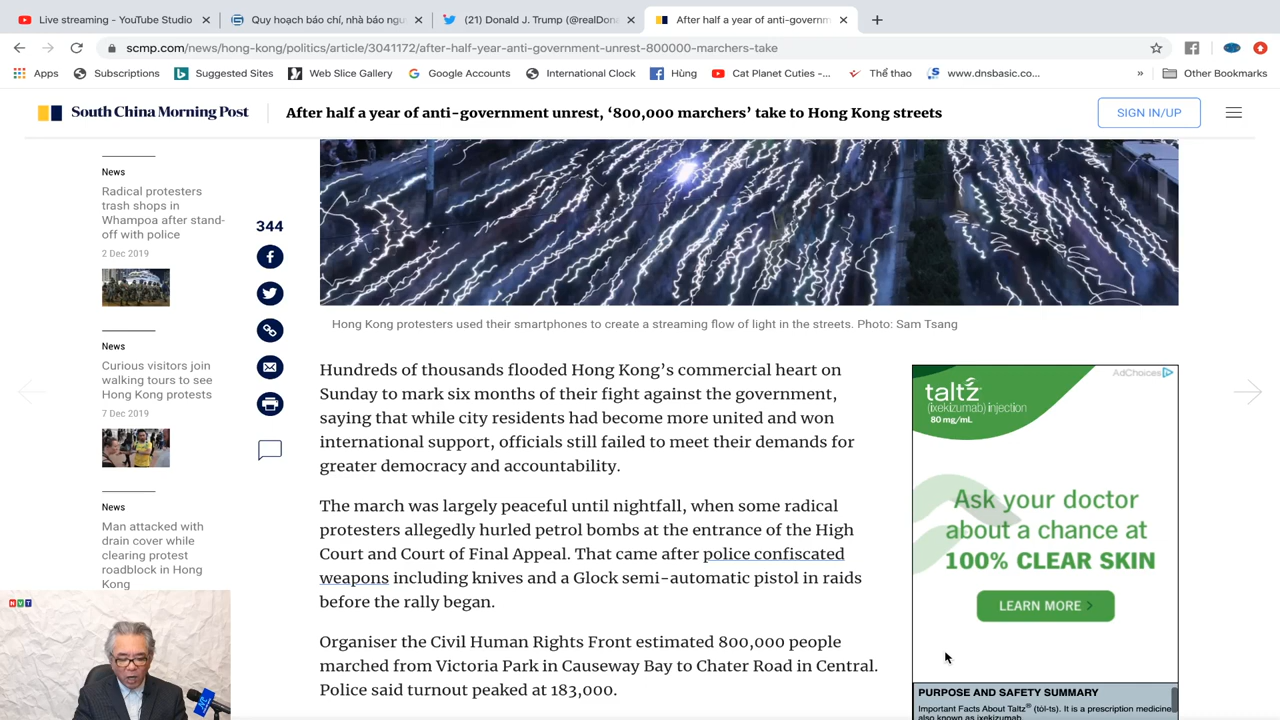 Live streaming - YouTube Studio
Quy hoạch báo chí, nhà báo ngu
(21) Donald J. Trump (@realDona
After half a year of anti-governm
scmp.com/news/hong-kong/politics/article/3041172/after-half-year-anti-government-unrest-800000-marchers-take
Apps
Subscriptions
Suggested Sites
Web Slice Gallery
Google Accounts
International Clock
Hùng
Cat Planet Cuties -...
Thể thao
www.dnsbasic.co...
»
Other Bookmarks
South China Morning Post
After half a year of anti-government unrest, ‘800,000 marchers’ take to Hong Kong streets
SIGN IN/UP
News
Radical protesters
trash shops in
Whampoa after stand-
off with police
2 Dec 2019
News
Curious visitors join
walking tours to see
Hong Kong protests
7 Dec 2019
News
Man attacked with
drain cover while
clearing protest
roadblock in Hong
Kong
344
Hong Kong protesters used their smartphones to create a streaming flow of light in the streets. Photo: Sam Tsang
Hundreds of thousands flooded Hong Kong’s commercial heart on
Sunday to mark six months of their fight against the government,
saying that while city residents had become more united and won
international support, officials still failed to meet their demands for
greater democracy and accountability.
The march was largely peaceful until nightfall, when some radical
protesters allegedly hurled petrol bombs at the entrance of the High
Court and Court of Final Appeal. That came after police confiscated
weapons including knives and a Glock semi-automatic pistol in raids
before the rally began.
Organiser the Civil Human Rights Front estimated 800,000 people
marched from Victoria Park in Causeway Bay to Chater Road in Central.
Police said turnout peaked at 183,000.
AdChoices
taltz
(ixekizumab) injection
80 mg/mL
Ask your doctor
about a chance at
100% CLEAR SKIN
LEARN MORE >
PURPOSE AND SAFETY SUMMARY
Important Facts About Taltz® (tōl-ts). It is a prescription medicine
also known as ixekizumab.
HVT